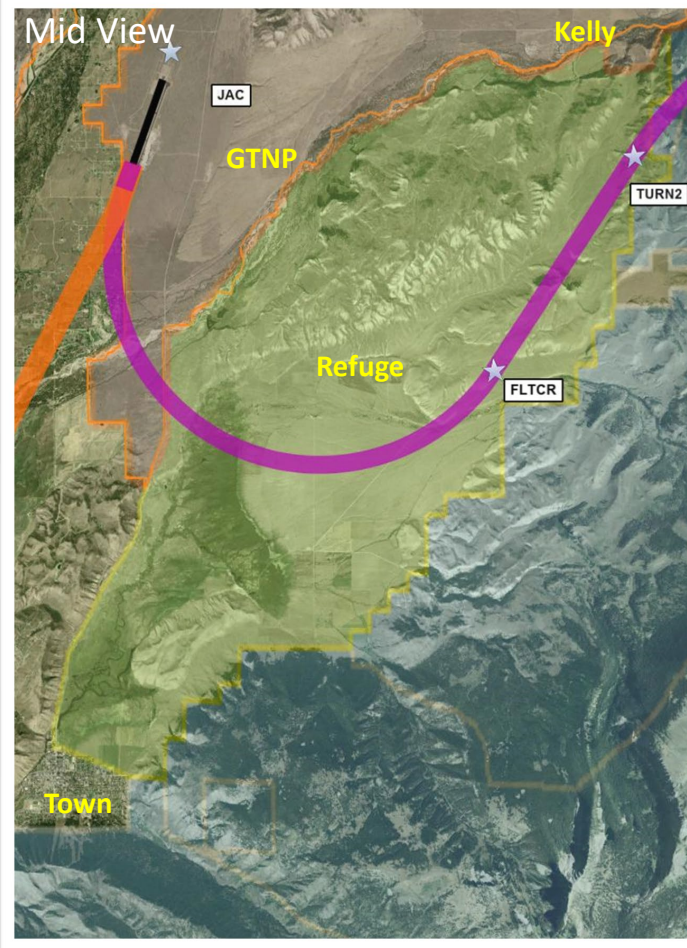 Mid View
Kelly
JAC
GTNP
TURN2
Refuge
FLTCR
Town